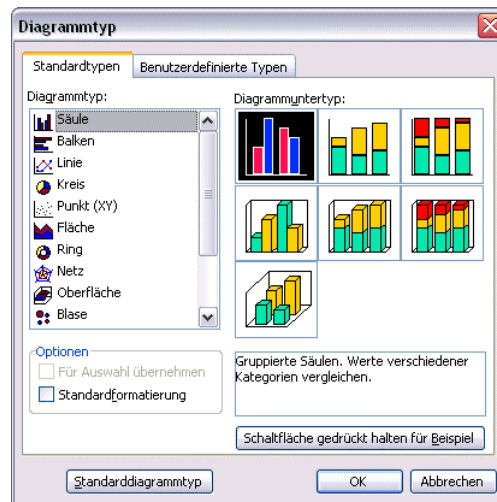 Diagrammtyp
Standardtypen
Benutzerdefinierte Typen
Diagrammtyp:
Säule
Balken
Linie
Kreis
Punkt (XY)
Fläche
Ring
Netz
Oberfläche
Blase
Diagrammuntertyp:
Optionen
Für Auswahl übernehmen
Standardformatierung
Gruppierte Säulen. Werte verschiedener
Kategorien vergleichen.
Schaltfläche gedrückt halten für Beispiel
Standarddiagrammtyp
OK
Abbrechen